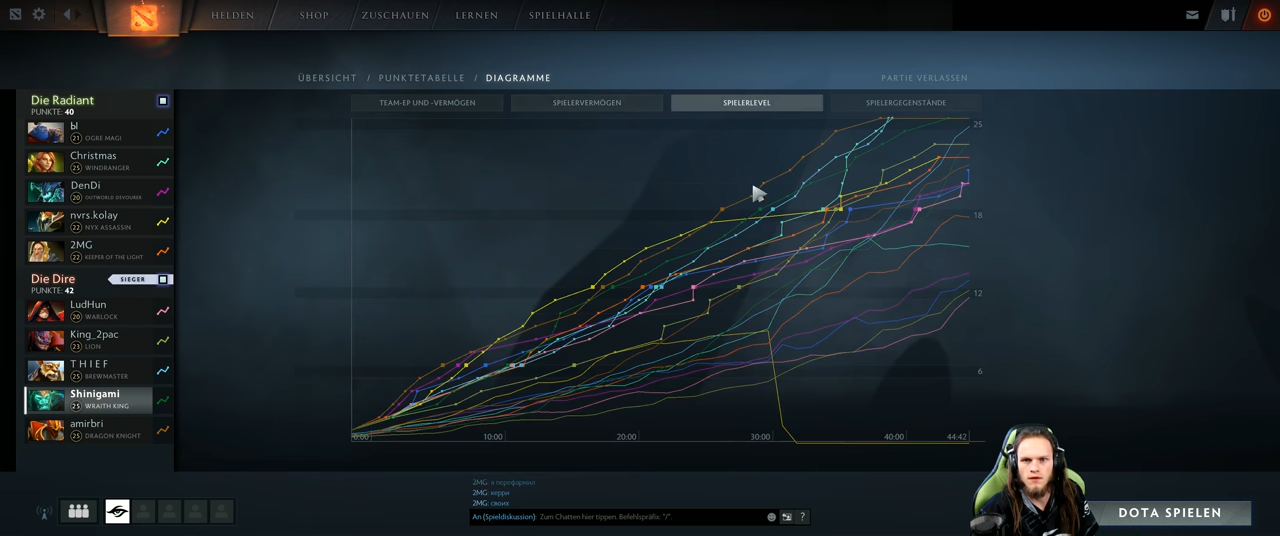 HELDEN SHOP ZUSCHAUEN LERNEN SPIELHALLE
ÜBERSICHT / PUNKTETABELLE / DIAGRAMME PARTIE VERLASSEN
TEAM-EP UND -VERMÖGEN SPIELERVERMÖGEN SPIELERLEVEL SPIELERGEGENSTÄNDE
Die Radiant
PUNKTE: 40
Ы
21 OGRE MAGI
Christmas
25 WINDRANGER
DenDi
20 OUTWORLD DEVOURER
nvrs.kolay
22 NYX ASSASSIN
2MG
22 KEEPER OF THE LIGHT
Die Dire SIEGER
PUNKTE: 42
LudHun
20 WARLOCK
King_2pac
23 LION
T H I E F
25 BREWMASTER
Shinigami
25 WRAITH KING
amirbri
25 DRAGON KNIGHT
25
18
12
6
0:00 10:00 20:00 30:00 40:00 44:42
2MG: я перефармил
2MG: керри
2MG: своих
An (Spieldiskussion): Zum Chatten hier tippen. Befehlspräfix: "/". ?
DOTA SPIELEN